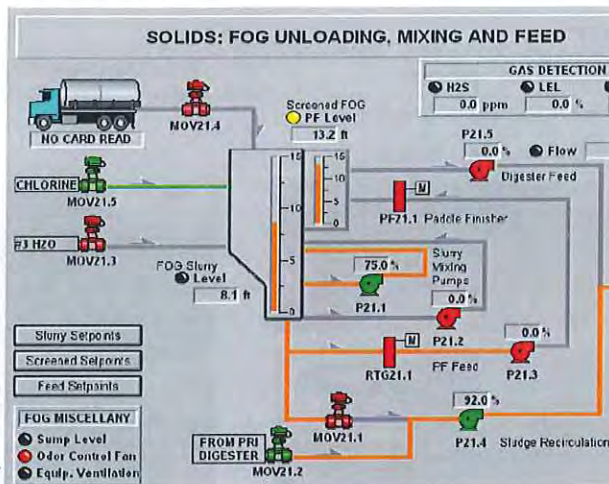 SOLIDS: FOG UNLOADING, MIXING AND FEED
GAS DETECTION
H2S
LEL
0.0 ppm
0.0 %
NO CARD READ
MOV21.4
Screened FOG
PF Level
13.2 ft
P21.5
0.0 %
Flow
Digester Feed
CHLORINE
MOV21.5
15
10
5
0
15
10
5
0
M
PF21.1 Paddle Finisher
#3 H2O
MOV21.3
FOG Slurry
Level
8.1 ft
75.0 %
P21.1
Slurry
Mixing
Pumps
0.0 %
P21.2
0.0 %
P21.3
M
RTG21.1
PF Feed
Slurry Setpoints
Screened Setpoints
Feed Setpoints
FOG MISCELLANY
Sump Level
Odor Control Fan
Equip. Ventilation
MOV21.1
92.0 %
P21.4
Sludge Recirculation
FROM PRI
DIGESTER
MOV21.2